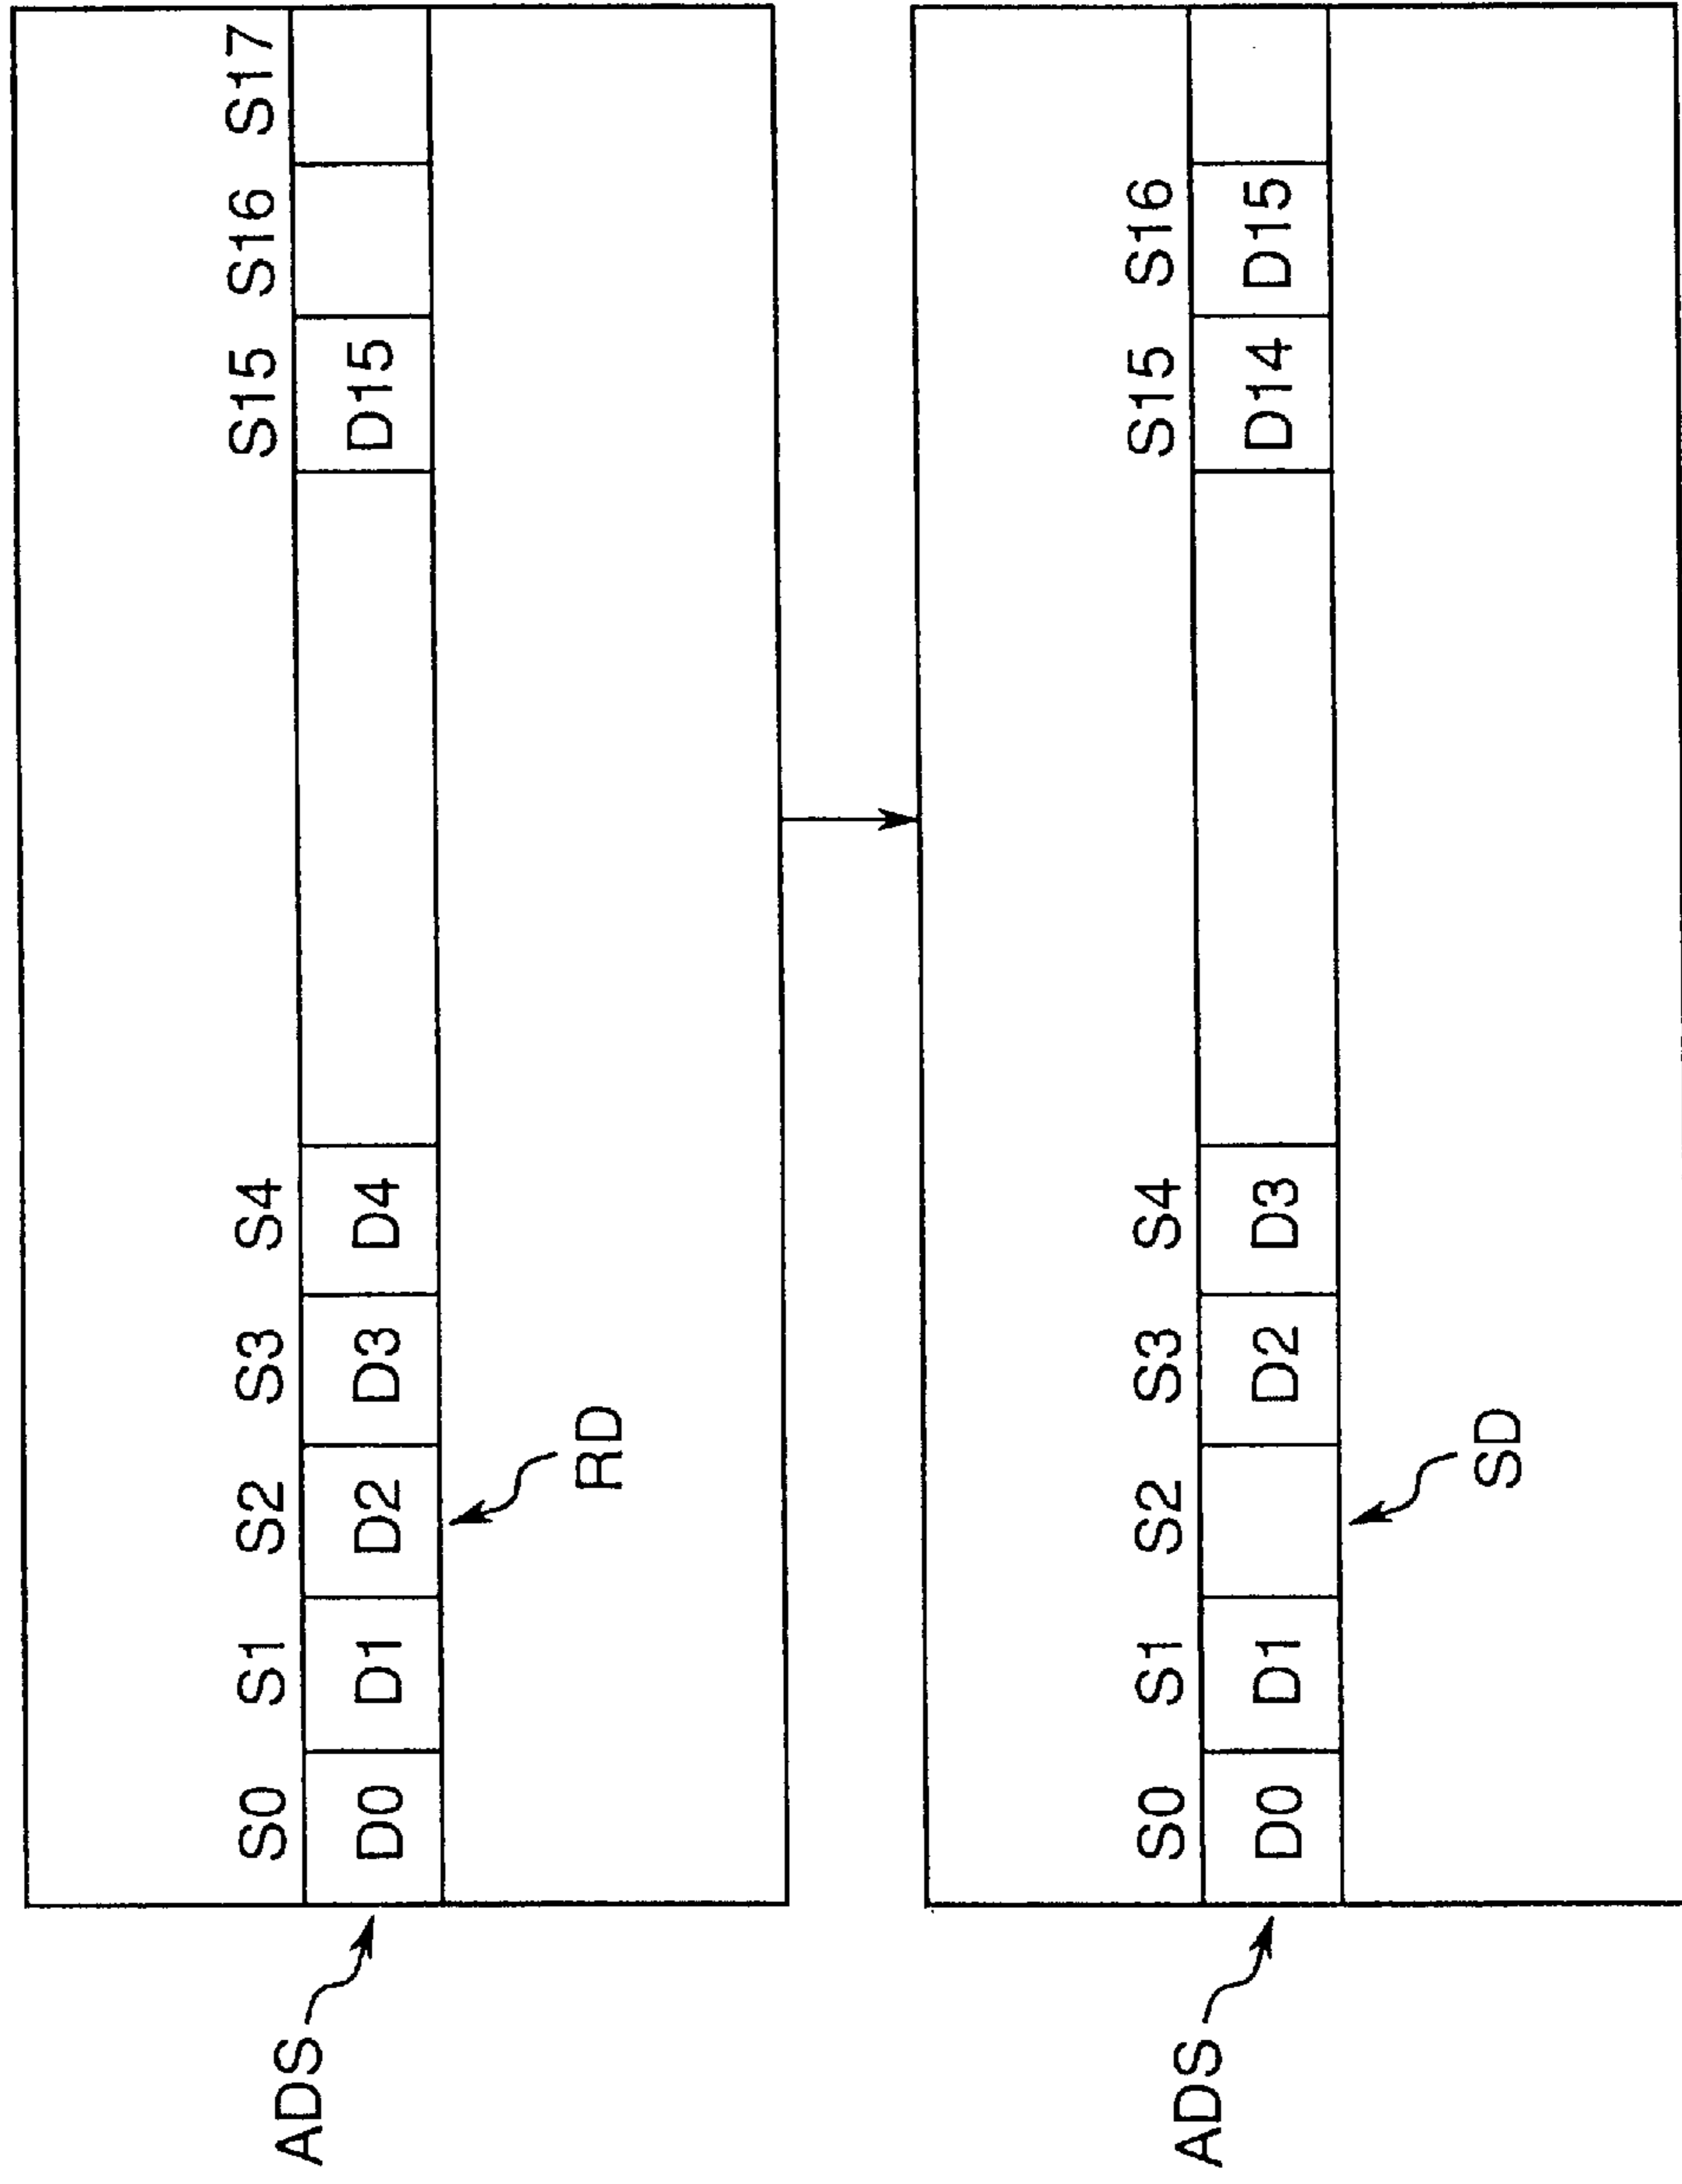 S0 S1 S2 S3 S4 S15 S16 S17
ADS D0 D1 D2 D3 D4 D15
RD
S0 S1 S2 S3 S4 S15 S16
ADS D0 D1 D2 D3 D14 D15
SD